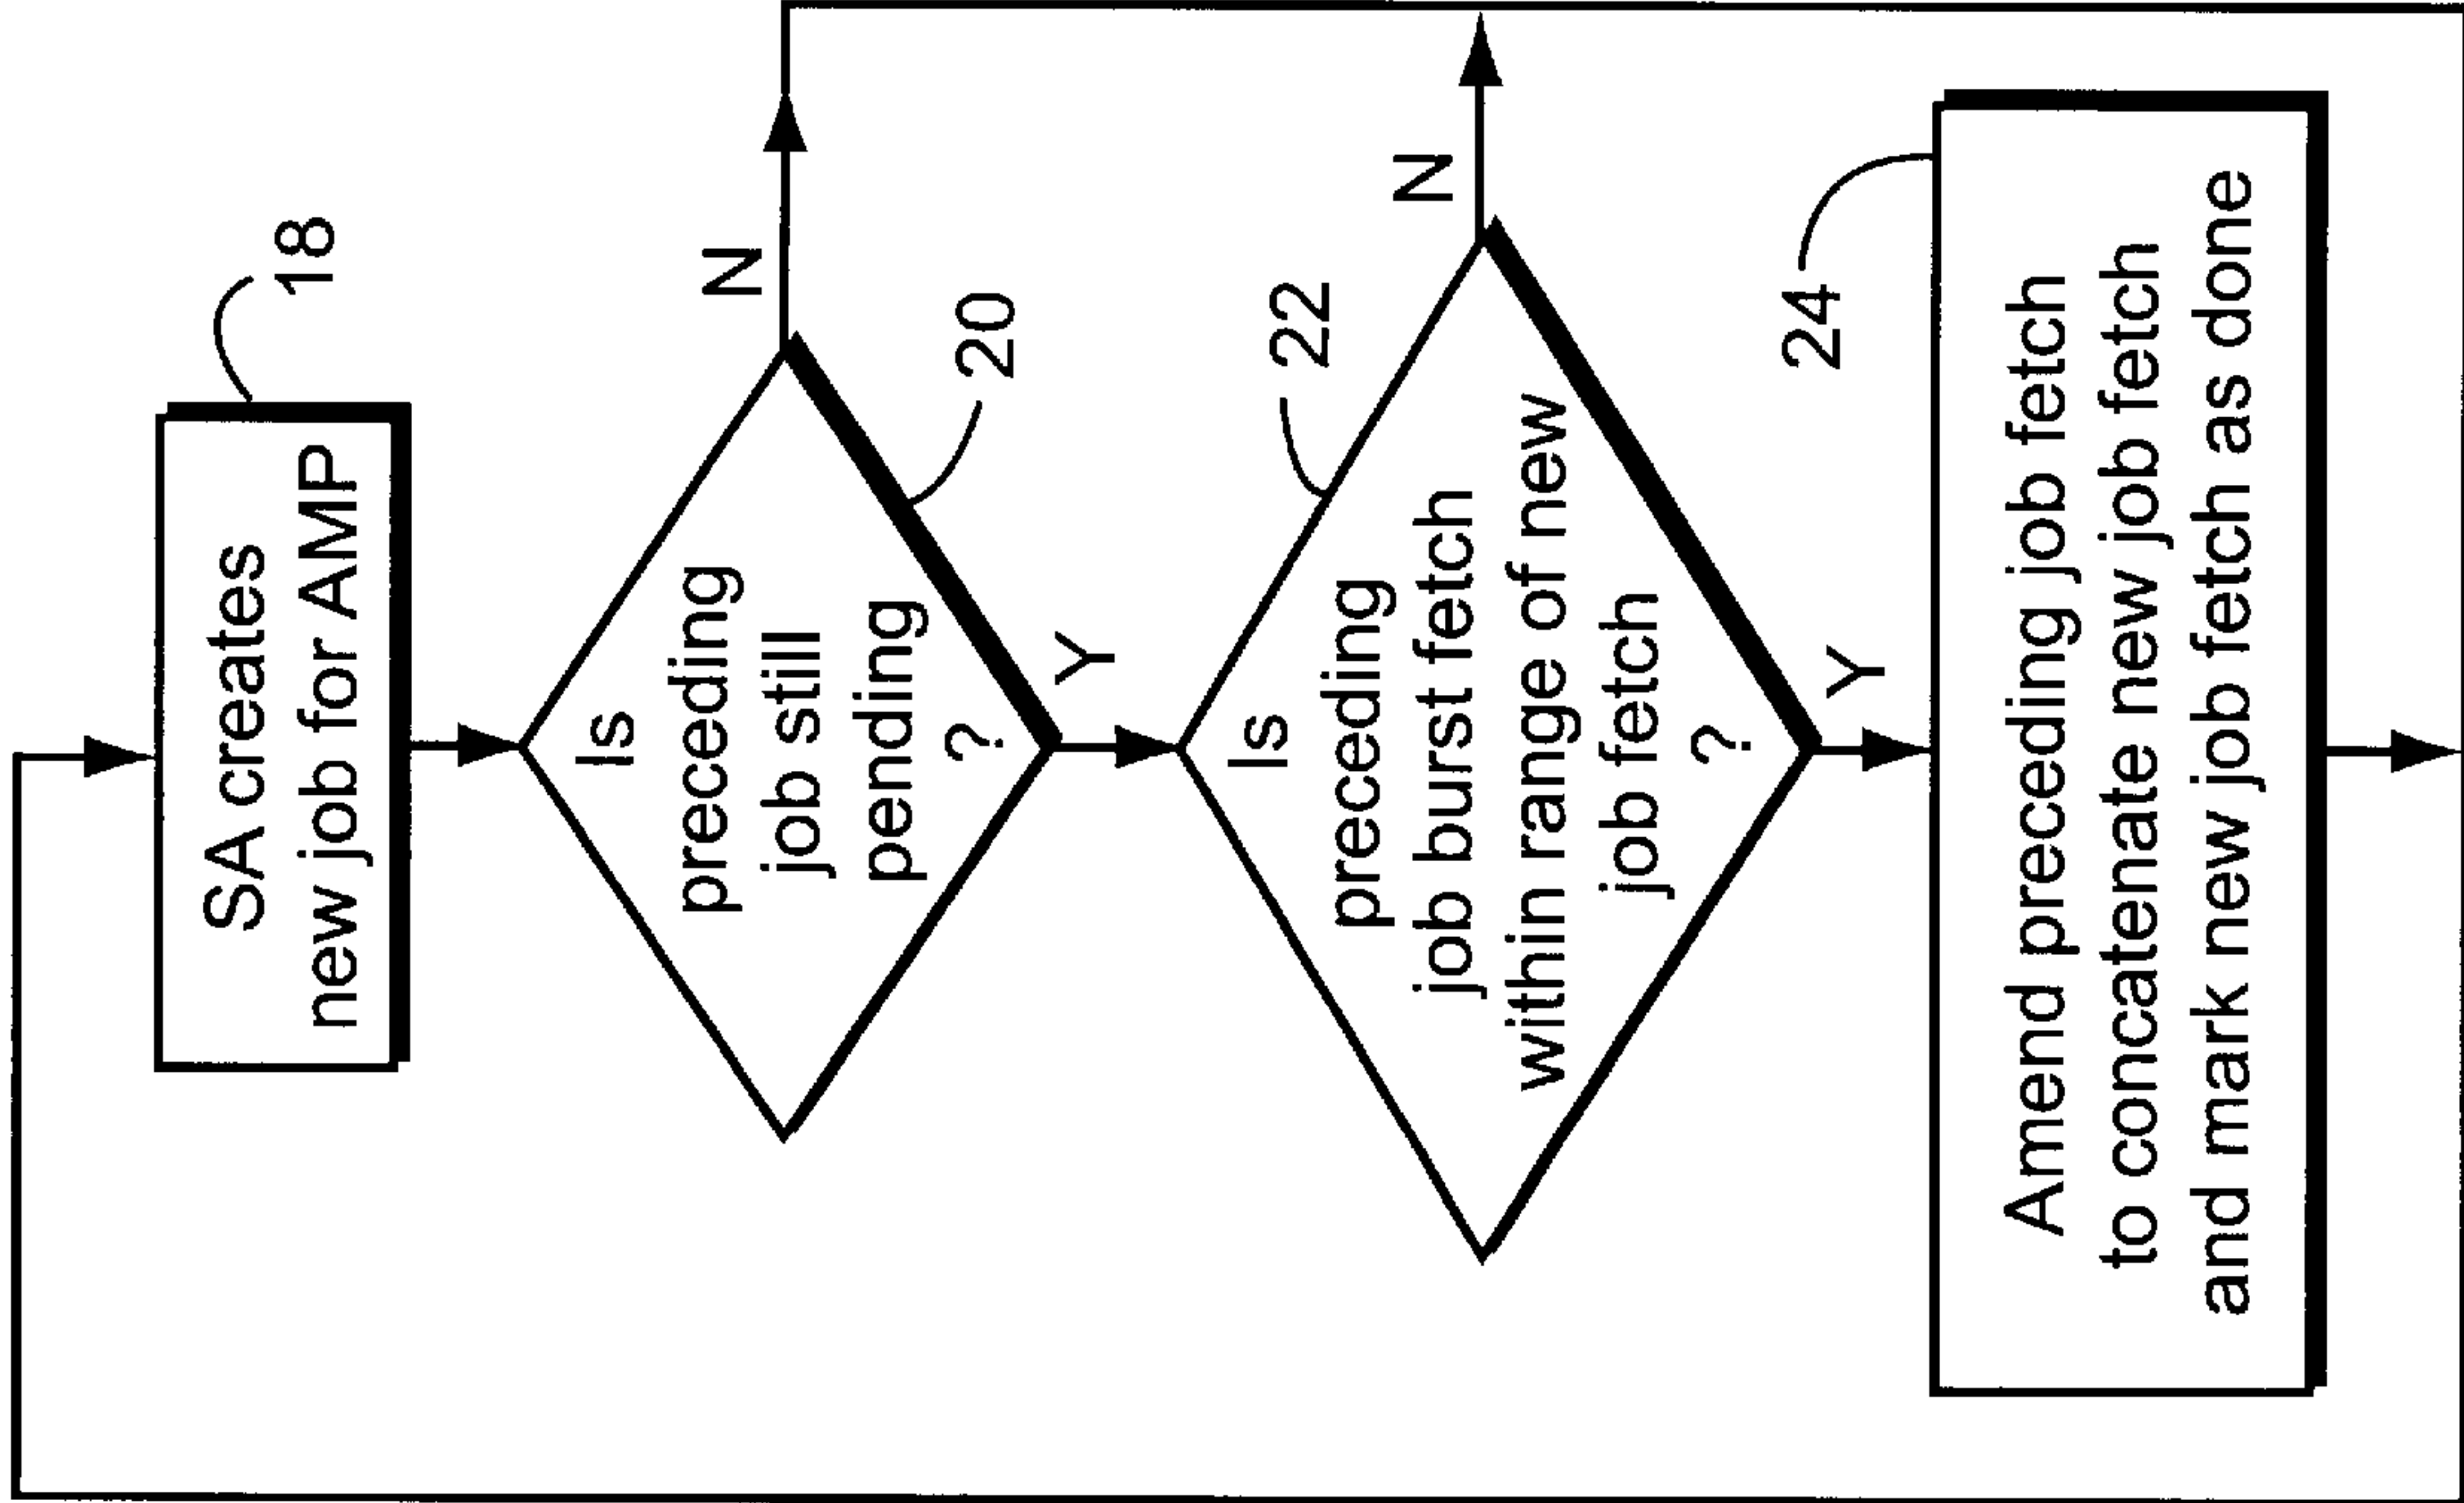 SA creates
new job for AMP
18
Is
preceding
job still
pending
?
20
N
Y
Is
preceding
job burst fetch
within range of new
job fetch
?
22
N
Y
24
Amend preceding job fetch
to concatenate new job fetch
and mark new job fetch as done